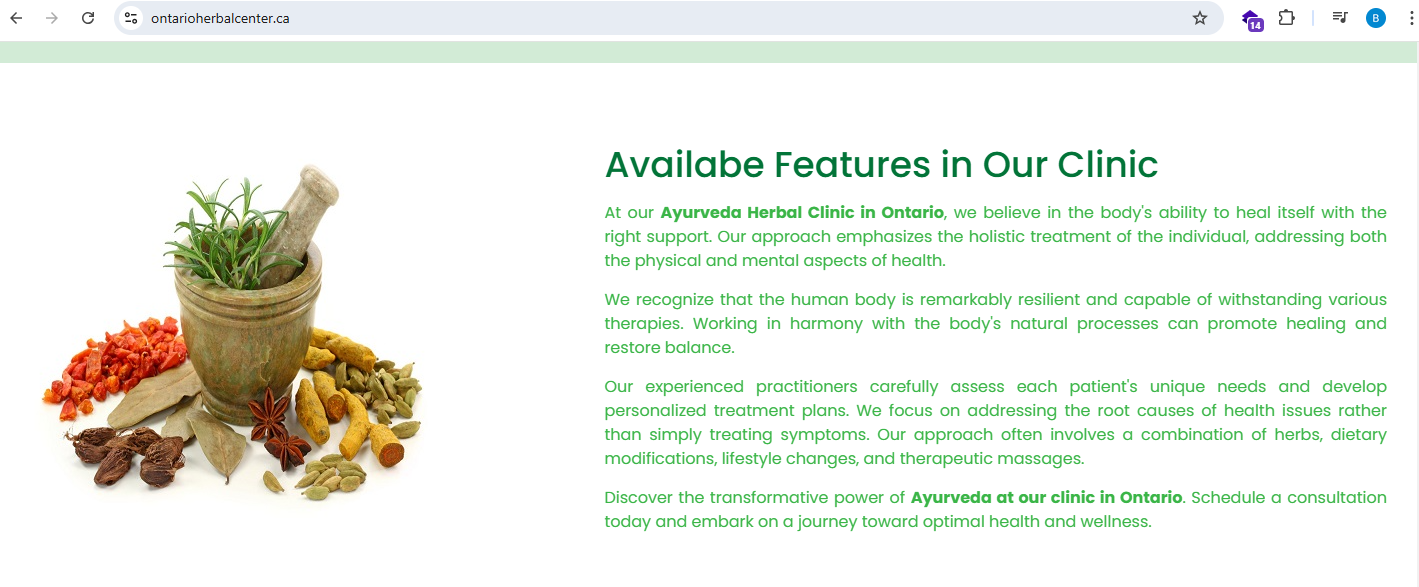 ontarioherbalcenter.ca
14
B
Availabe Features in Our Clinic
At our Ayurveda Herbal Clinic in Ontario, we believe in the body's ability to heal itself with the
right support. Our approach emphasizes the holistic treatment of the individual, addressing both
the physical and mental aspects of health.
We recognize that the human body is remarkably resilient and capable of withstanding various
therapies. Working in harmony with the body's natural processes can promote healing and
restore balance.
Our experienced practitioners carefully assess each patient's unique needs and develop
personalized treatment plans. We focus on addressing the root causes of health issues rather
than simply treating symptoms. Our approach often involves a combination of herbs, dietary
modifications, lifestyle changes, and therapeutic massages.
Discover the transformative power of Ayurveda at our clinic in Ontario. Schedule a consultation
today and embark on a journey toward optimal health and wellness.